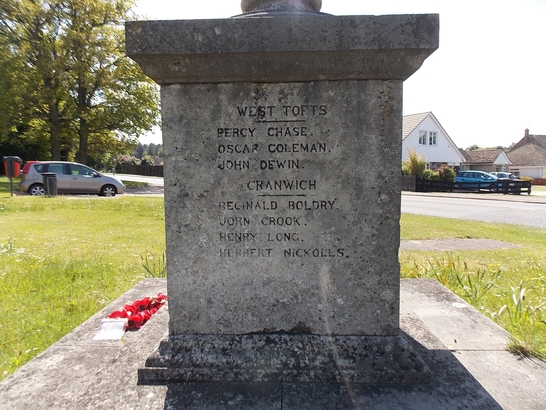 WEST TOFTS
PERCY CHASE.
OSCAR COLEMAN.
JOHN DEWIN.
CRANWICH
REGINALD BOLDRY.
JOHN CROOK.
HENRY LONG.
HERBERT NICKOLLS.